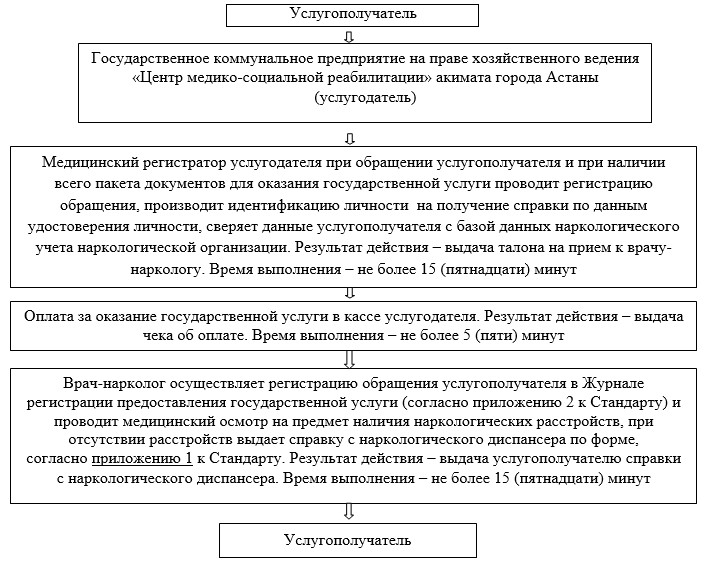 Услугополучатель
Государственное коммунальное предприятие на праве хозяйственного ведения
«Центр медико-социальной реабилитации» акимата города Астаны
(услугодатель)
Медицинский регистратор услугодателя при обращении услугополучателя и при наличии
всего пакета документов для оказания государственной услуги проводит регистрацию
обращения, производит идентификацию личности на получение справки по данным
удостоверения личности, сверяет данные услугополучателя с базой данных наркологического
учета наркологической организации. Результат действия – выдача талона на прием к врачу-
наркологу. Время выполнения – не более 15 (пятнадцати) минут
Оплата за оказание государственной услуги в кассе услугодателя. Результат действия – выдача
чека об оплате. Время выполнения – не более 5 (пяти) минут
Врач-нарколог осуществляет регистрацию обращения услугополучателя в Журнале
регистрации предоставления государственной услуги (согласно приложению 2 к Стандарту) и
проводит медицинский осмотр на предмет наличия наркологических расстройств, при
отсутствии расстройств выдает справку с наркологического диспансера по форме,
согласно приложению 1 к Стандарту. Результат действия – выдача услугополучателю справки
с наркологического диспансера. Время выполнения – не более 15 (пятнадцати) минут
Услугополучатель